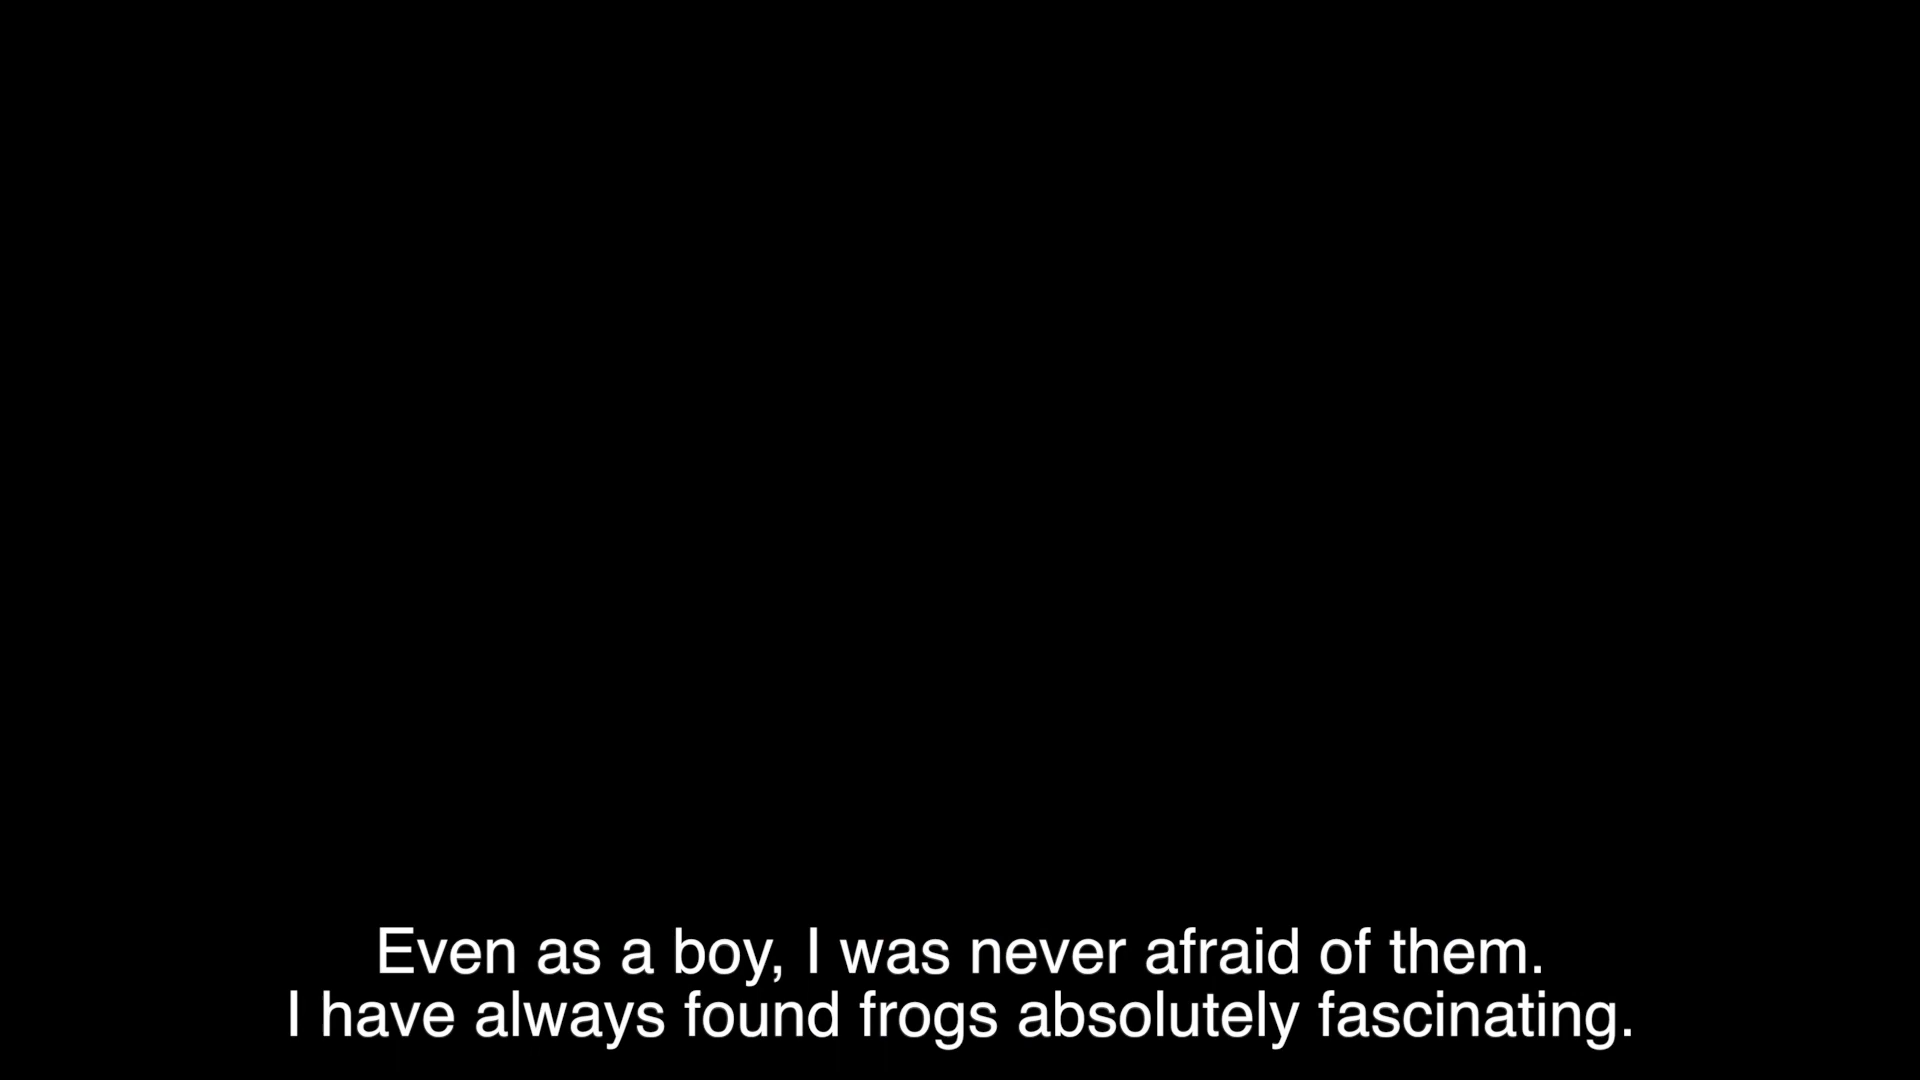 Even as a boy, I was never afraid of them.
I have always found frogs absolutely fascinating.